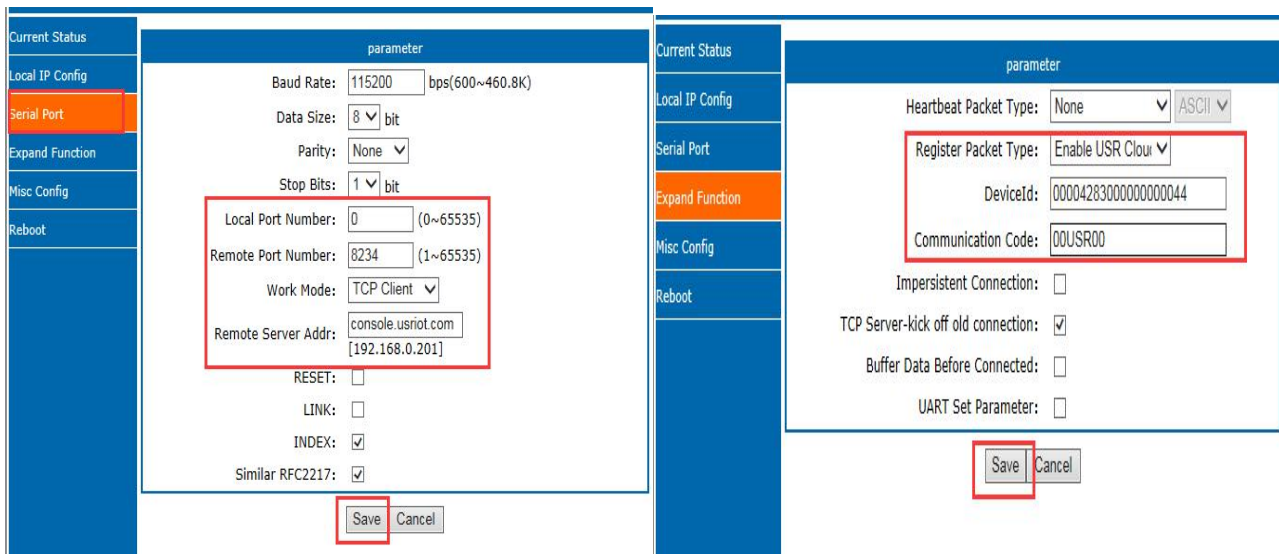 Current Status
Local IP Config
Serial Port
Expand Function
Misc Config
Reboot
parameter
Baud Rate: 115200 bps(600~460.8K)
Data Size: 8 bit
Parity: None
Stop Bits: 1 bit
Local Port Number: 0 (0~65535)
Remote Port Number: 8234 (1~65535)
Work Mode: TCP Client
Remote Server Addr: console.usriot.com
[192.168.0.201]
RESET:
LINK:
INDEX:
Similar RFC2217:
Save Cancel
Current Status
Local IP Config
Serial Port
Expand Function
Misc Config
Reboot
parameter
Heartbeat Packet Type: None ASCII
Register Packet Type: Enable USR Clou
DeviceId: 00004283000000000044
Communication Code: 00USR00
Impersistent Connection:
TCP Server-kick off old connection:
Buffer Data Before Connected:
UART Set Parameter:
Save Cancel